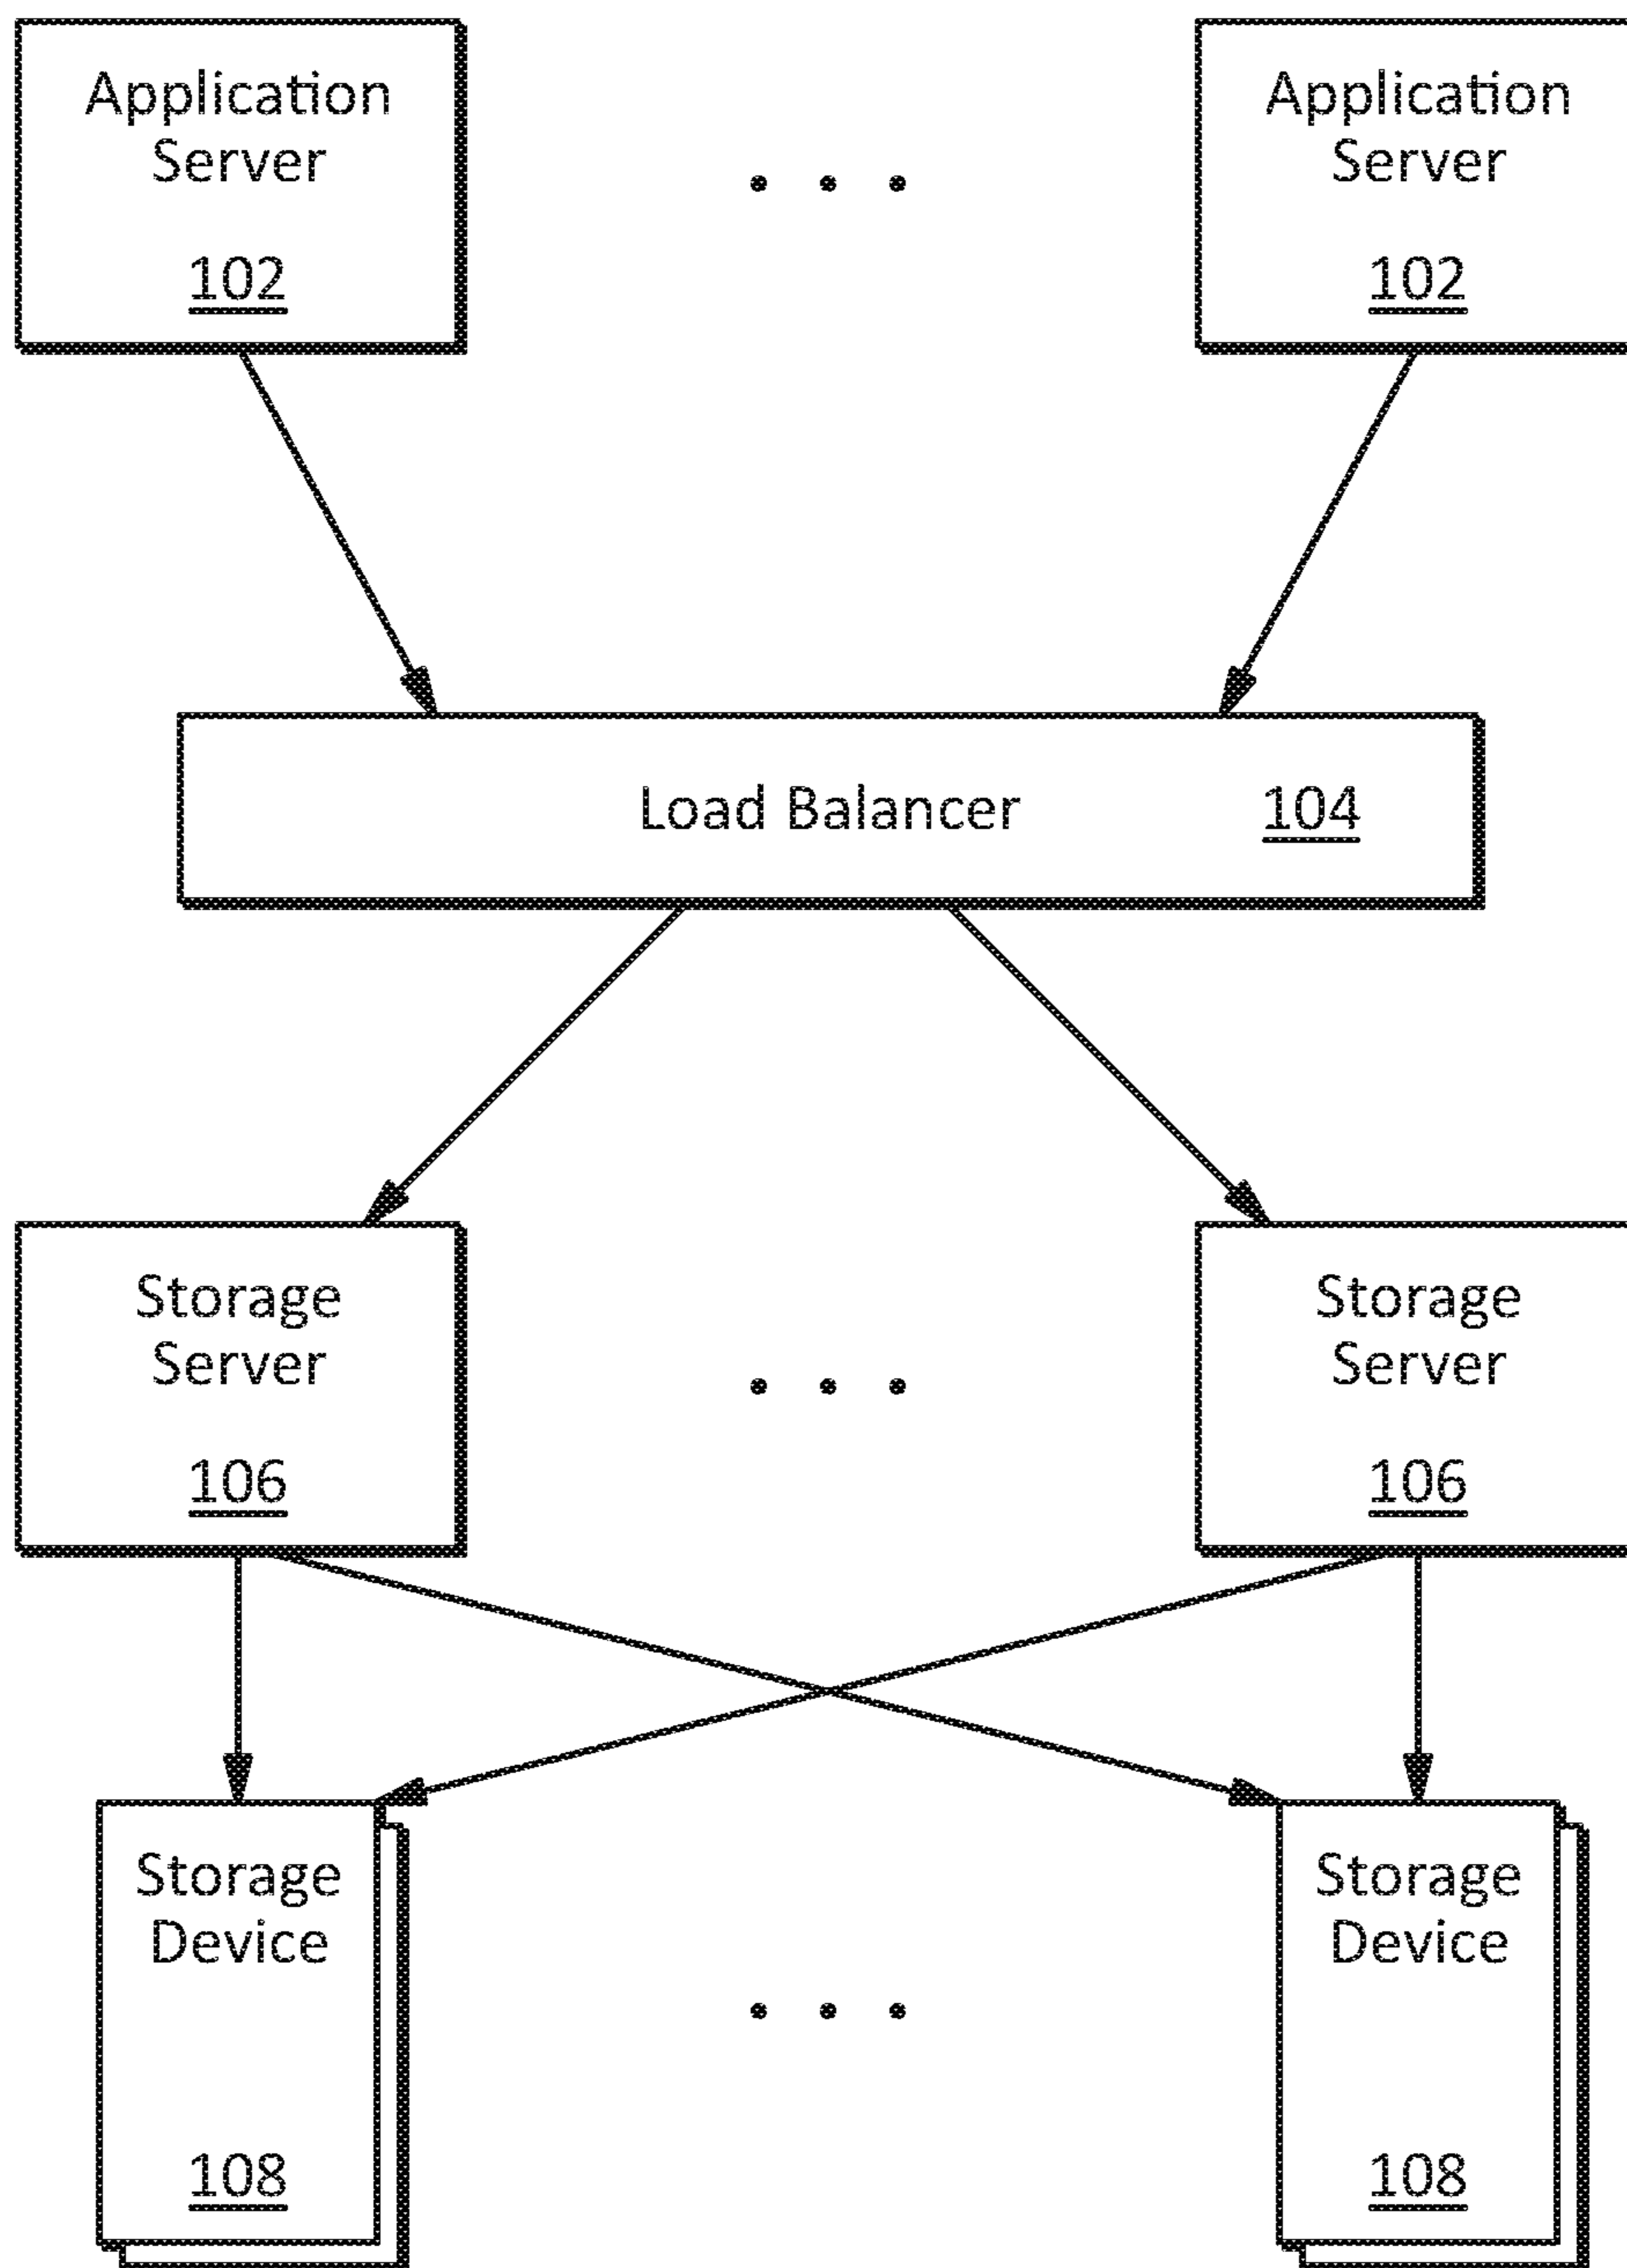 Application
Server
102
Application
Server
102
Load Balancer 104
Storage
Server
106
Storage
Server
106
Storage
Device
108
Storage
Device
108